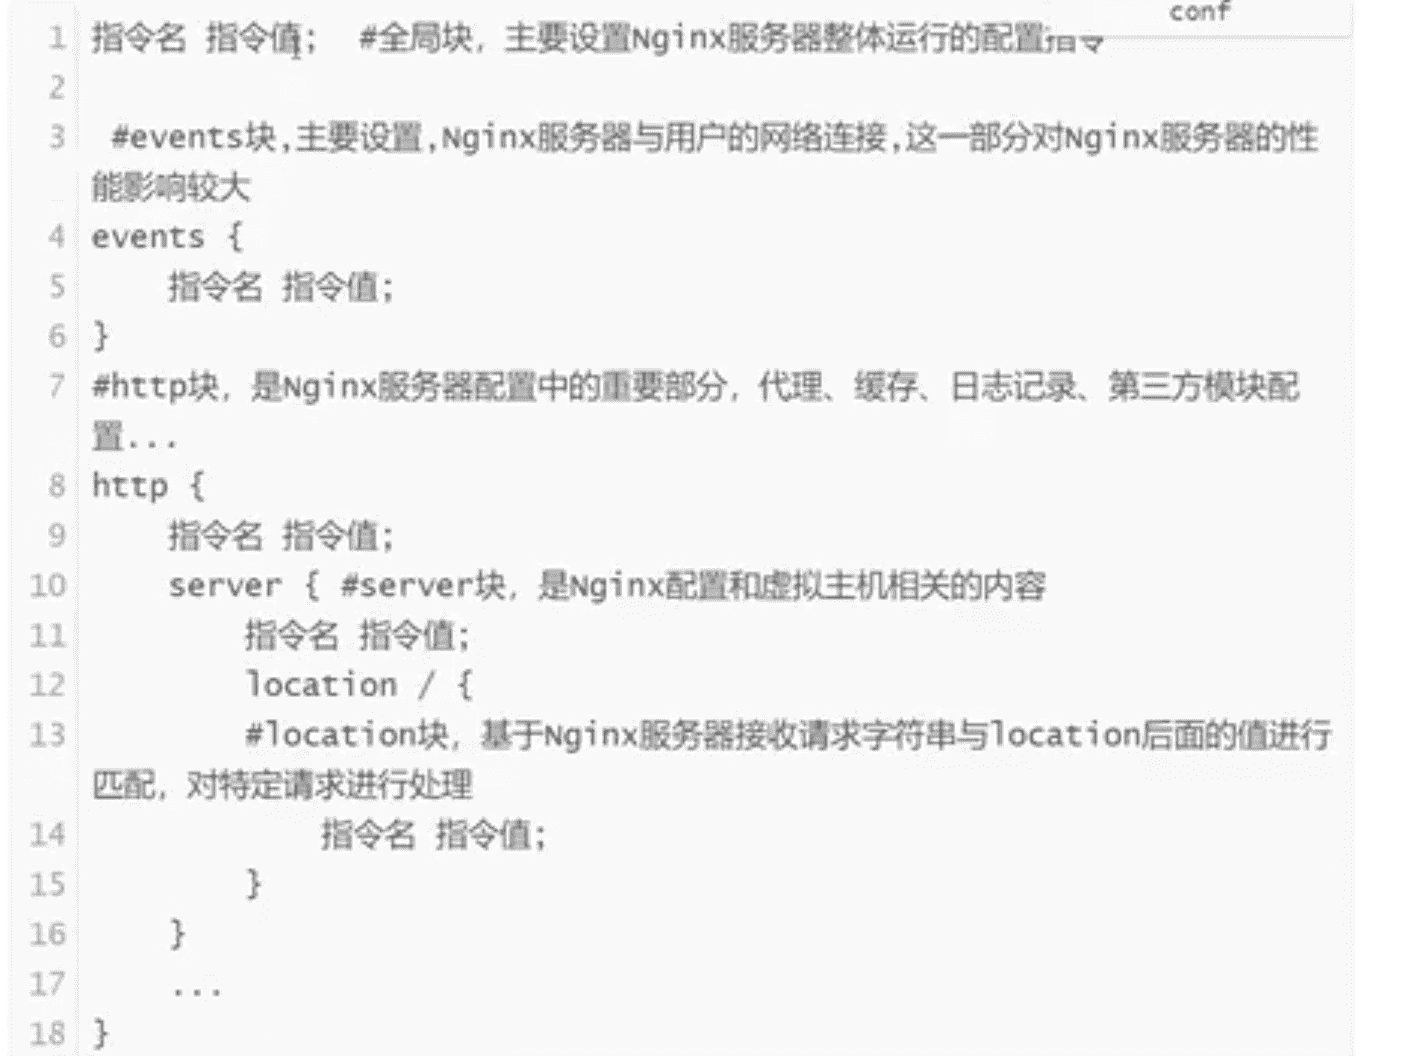 conf
1 指令名 指令值; #全局块，主要设置Nginx服务器整体运行的配置指令
2
3 #events块,主要设置,Nginx服务器与用户的网络连接,这一部分对Nginx服务器的性
能影响较大
4 events {
5 指令名 指令值;
6 }
7 #http块，是Nginx服务器配置中的重要部分，代理、缓存、日志记录、第三方模块配
置...
8 http {
9 指令名 指令值;
10 server { #server块，是Nginx配置和虚拟主机相关的内容
11 指令名 指令值;
12 location / {
13 #location块，基于Nginx服务器接收请求字符串与location后面的值进行
匹配，对特定请求进行处理
14 指令名 指令值;
15 }
16 }
17 ...
18 }